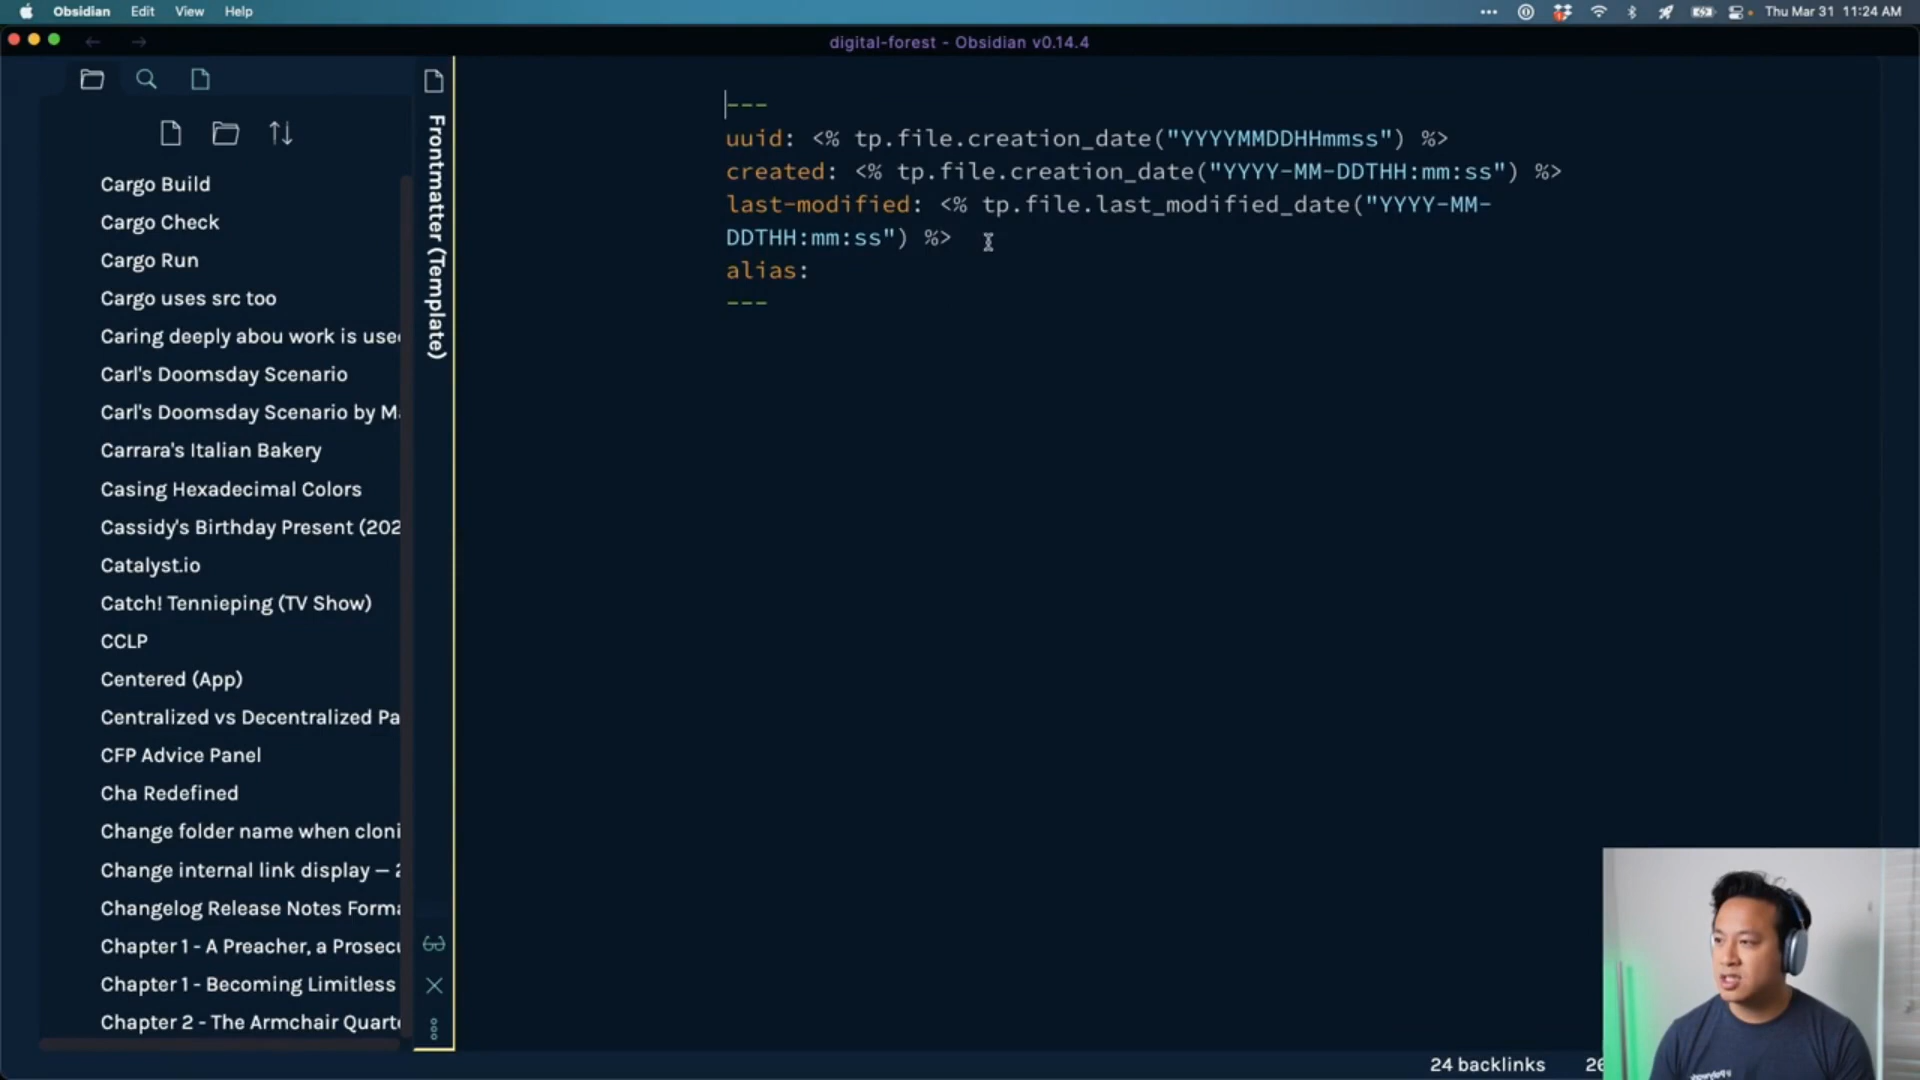 Obsidian Edit View Help
Thu Mar 31 11:24 AM
digital-forest - Obsidian v0.14.4
Cargo Build
Cargo Check
Cargo Run
Cargo uses src too
Caring deeply abou work is use
Carl's Doomsday Scenario
Carl's Doomsday Scenario by M
Carrara's Italian Bakery
Casing Hexadecimal Colors
Cassidy's Birthday Present (202
Catalyst.io
Catch! Tennieping (TV Show)
CCLP
Centered (App)
Centralized vs Decentralized Pa
CFP Advice Panel
Cha Redefined
Change folder name when cloni
Change internal link display — 2
Changelog Release Notes Forma
Chapter 1 - A Preacher, a Prosecu
Chapter 1 - Becoming Limitless
Chapter 2 - The Armchair Quart
Frontmatter (Template)
---
uuid: <% tp.file.creation_date("YYYYMMDDHHmmss") %>
created: <% tp.file.creation_date("YYYY-MM-DDTHH:mm:ss") %>
last-modified: <% tp.file.last_modified_date("YYYY-MM-
DDTHH:mm:ss") %>
alias:
---
24 backlinks